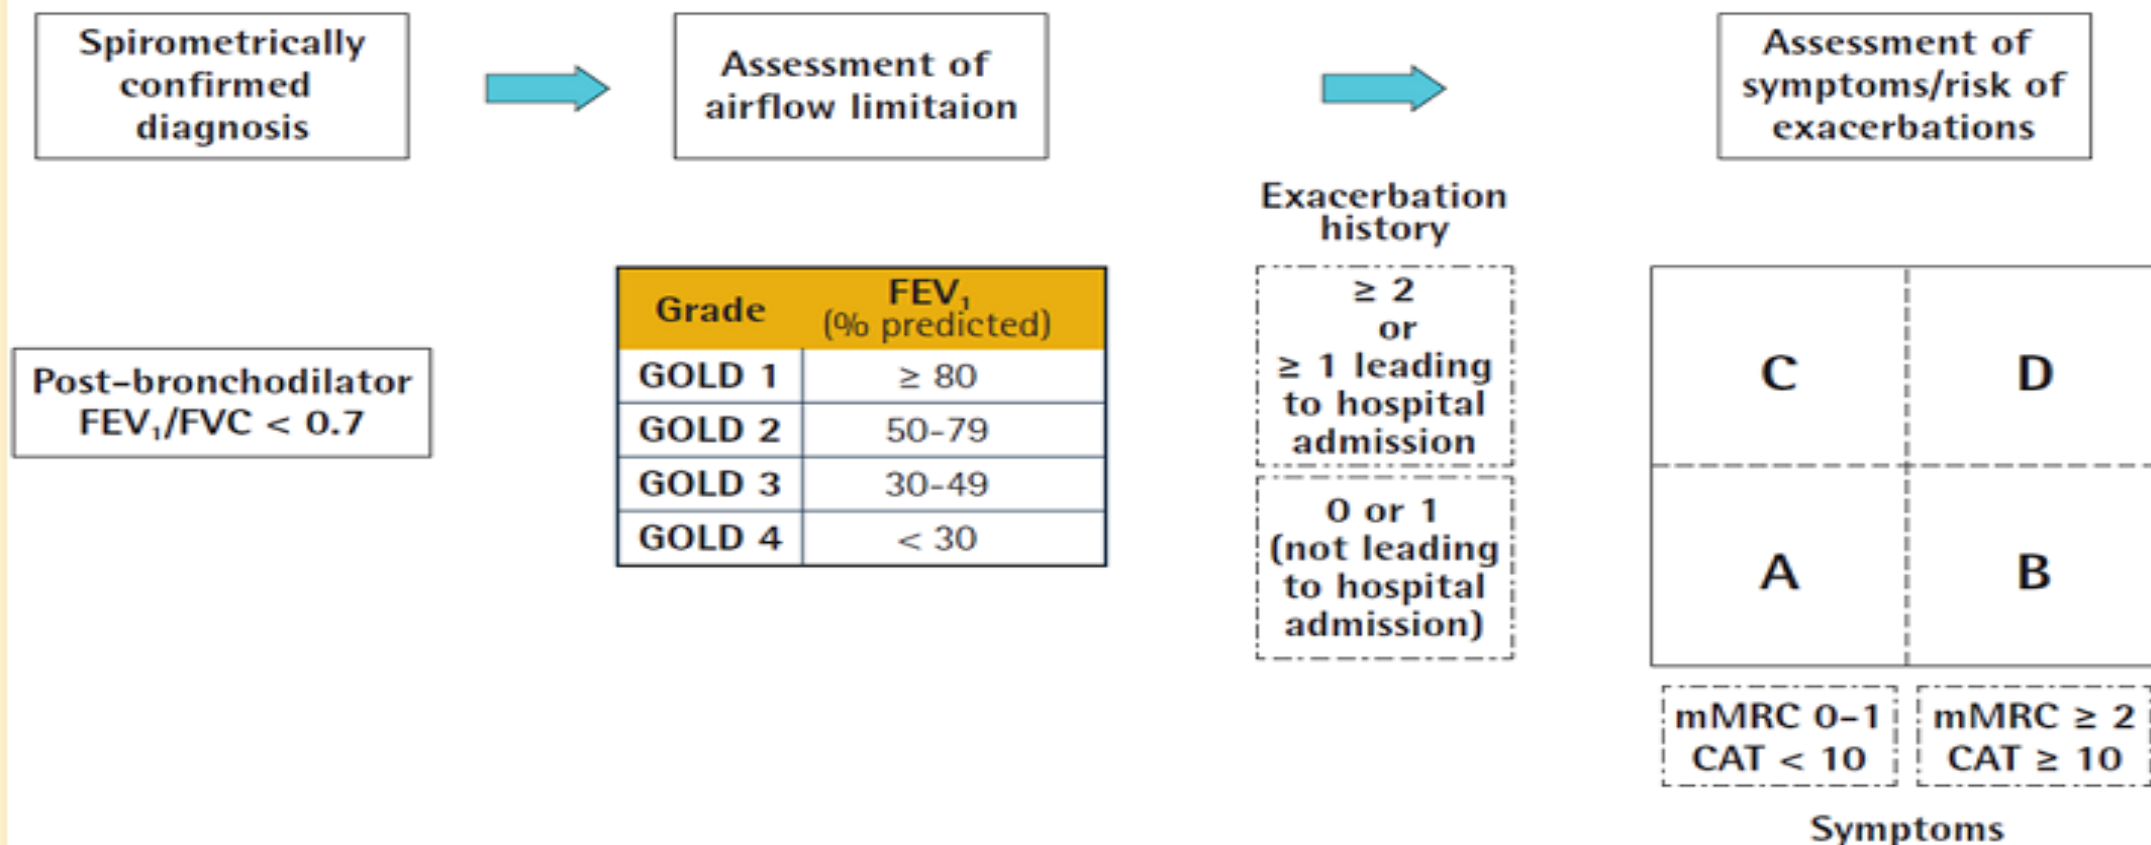 Spirometrically
confirmed
diagnosis
Assessment of
airflow limitaion
Assessment of
symptoms/risk of
exacerbations
Post-bronchodilator
FEV₁/FVC < 0.7
Grade
FEV₁
(% predicted)
GOLD 1 ≥ 80
GOLD 2 50-79
GOLD 3 30-49
GOLD 4 < 30
Exacerbation
history
≥ 2
or
≥ 1 leading
to hospital
admission
0 or 1
(not leading
to hospital
admission)
C D
A B
mMRC 0-1
CAT < 10
mMRC ≥ 2
CAT ≥ 10
Symptoms